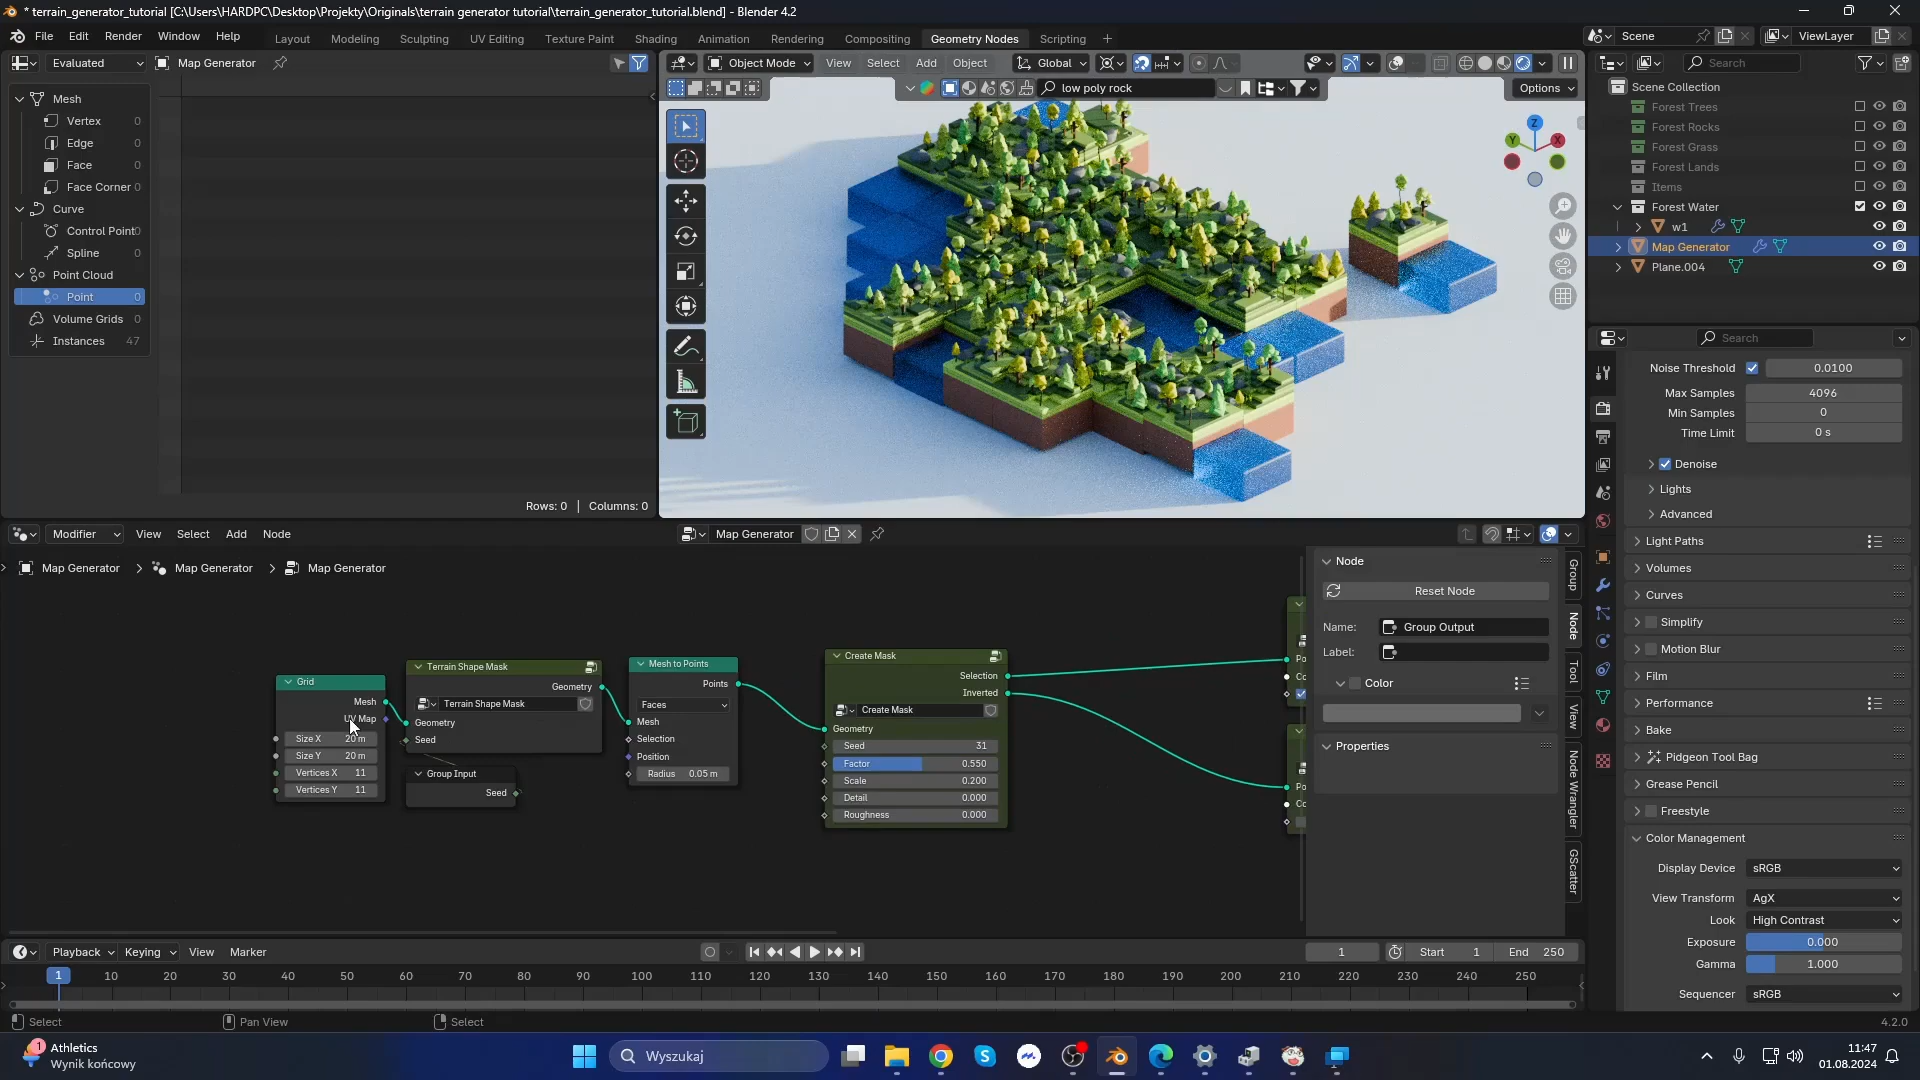 * terrain_generator_tutorial [C:\Users\HARDPC\Desktop\Projekty\Originals\terrain generator tutorial\terrain_generator_tutorial.blend] - Blender 4.2
File Edit Render Window Help
Layout Modeling Sculpting UV Editing Texture Paint Shading Animation Rendering Compositing Geometry Nodes Scripting +
Scene
ViewLayer
Evaluated
Map Generator
Mesh
Vertex 0
Edge 0
Face 0
Face Corner 0
Curve
Control Point 0
Spline 0
Point Cloud
Point 0
Volume Grids 0
Instances 47
Rows: 0 | Columns: 0
Object Mode View Select Add Object Global
low poly rock
Options
Z
Y
X
Search
Scene Collection
Forest Trees
Forest Rocks
Forest Grass
Forest Lands
Items
Forest Water
w1
Map Generator
Plane.004
Search
Noise Threshold 0.0100
Max Samples 4096
Min Samples 0
Time Limit 0 s
Denoise
Lights
Advanced
Light Paths
Volumes
Curves
Simplify
Motion Blur
Film
Performance
Bake
Pidgeon Tool Bag
Grease Pencil
Freestyle
Color Management
Display Device sRGB
View Transform AgX
Look High Contrast
Exposure 0.000
Gamma 1.000
Sequencer sRGB
Modifier View Select Add Node
Map Generator
Map Generator > Map Generator > Map Generator
Grid
Mesh
UV Map
Size X 20 m
Size Y 20 m
Vertices X 11
Vertices Y 11
Terrain Shape Mask
Geometry
Terrain Shape Mask
Geometry
Seed
Group Input
Seed
Mesh to Points
Points
Faces
Mesh
Selection
Position
Radius 0.05 m
Create Mask
Selection
Inverted
Create Mask
Geometry
Seed 31
Factor 0.550
Scale 0.200
Detail 0.000
Roughness 0.000
Po
Co
Po
Co
Node
Reset Node
Name: Group Output
Label:
Color
Properties
Group
Node
Tool
View
Node Wrangler
GScatter
Playback Keying View Marker
1
Start 1
End 250
1 10 20 30 40 50 60 70 80 90 100 110 120 130 140 150 160 170 180 190 200 210 220 230 240 250
Select
Pan View
Select
4.2.0
1
Athletics
Wynik końcowy
Wyszukaj
11:47
01.08.2024